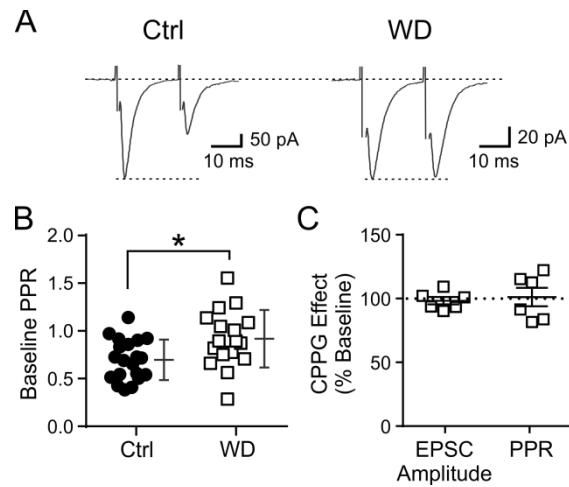 A
Ctrl
WD
50 pA
10 ms
20 pA
10 ms
B
*
Baseline PPR
2.0
1.5
1.0
0.5
0.0
Ctrl
WD
C
CPPG Effect
(% Baseline)
150
100
50
0
EPSC
Amplitude
PPR